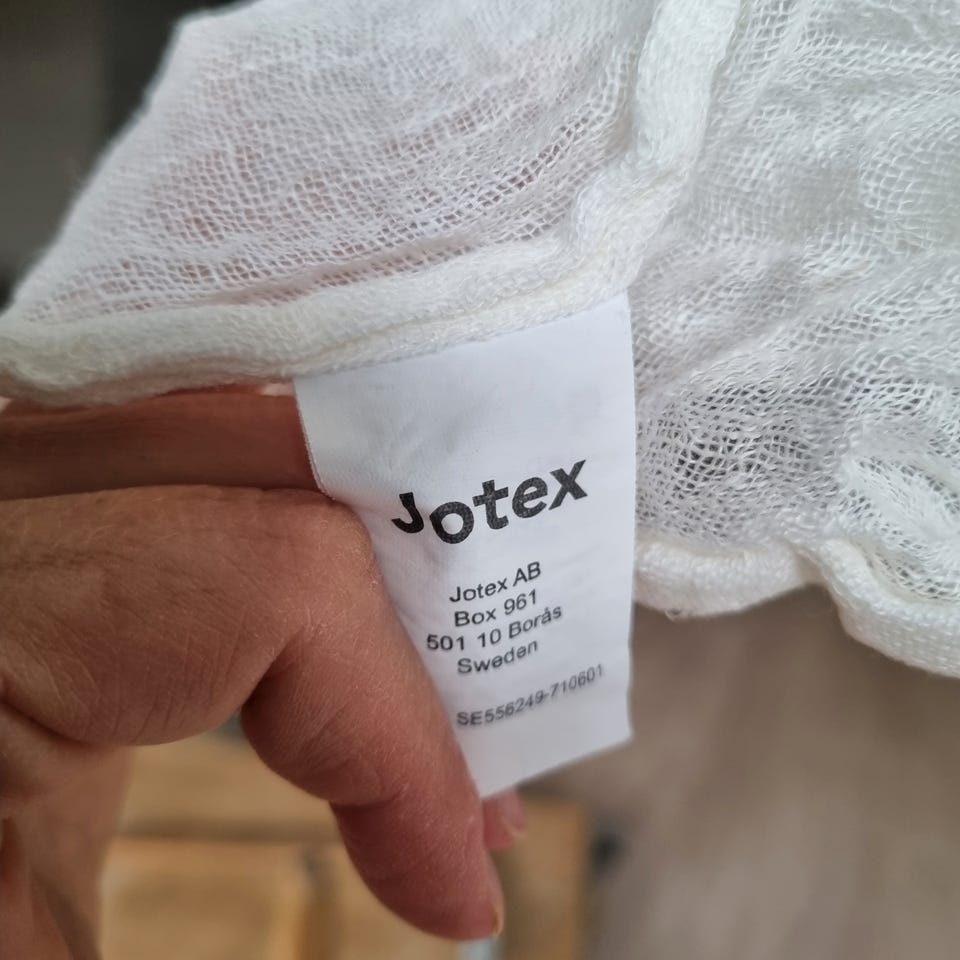 Jotex
Jotex AB
Box 961
501 10 Borås
Sweden
SE556249-710601